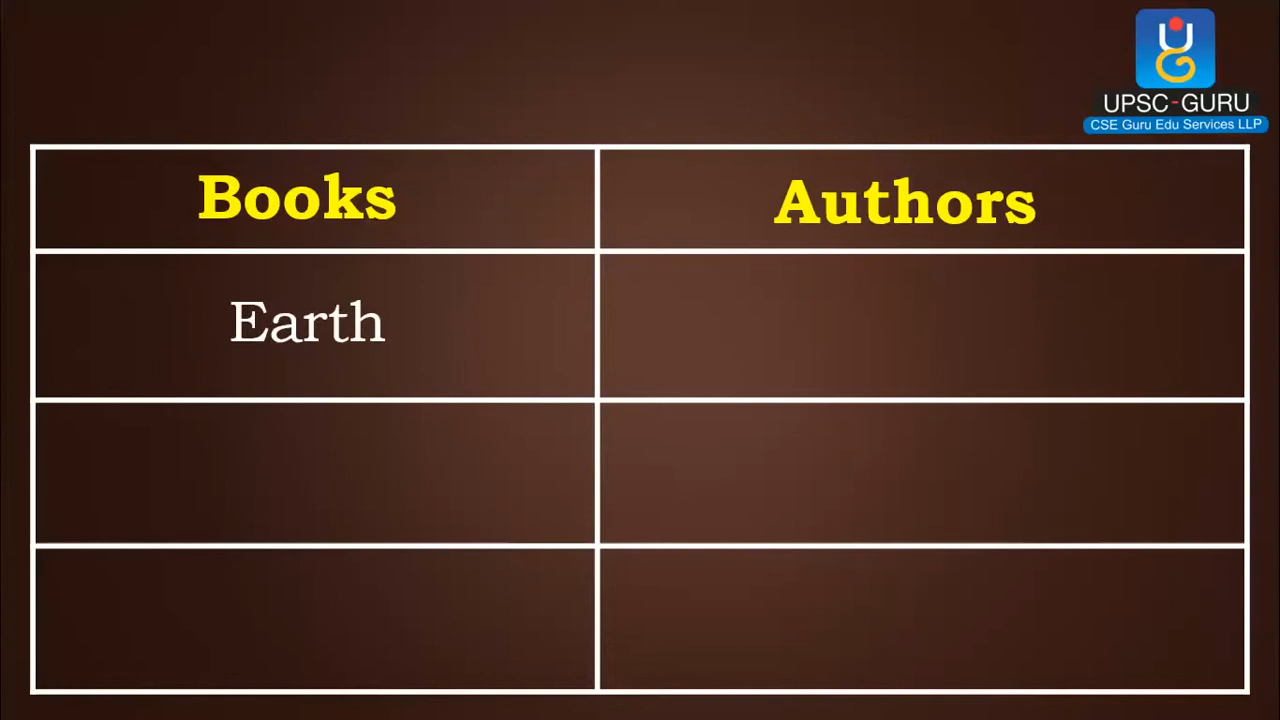 UPSC-GURU
CSE Guru Edu Services LLP
Books
Authors
Earth